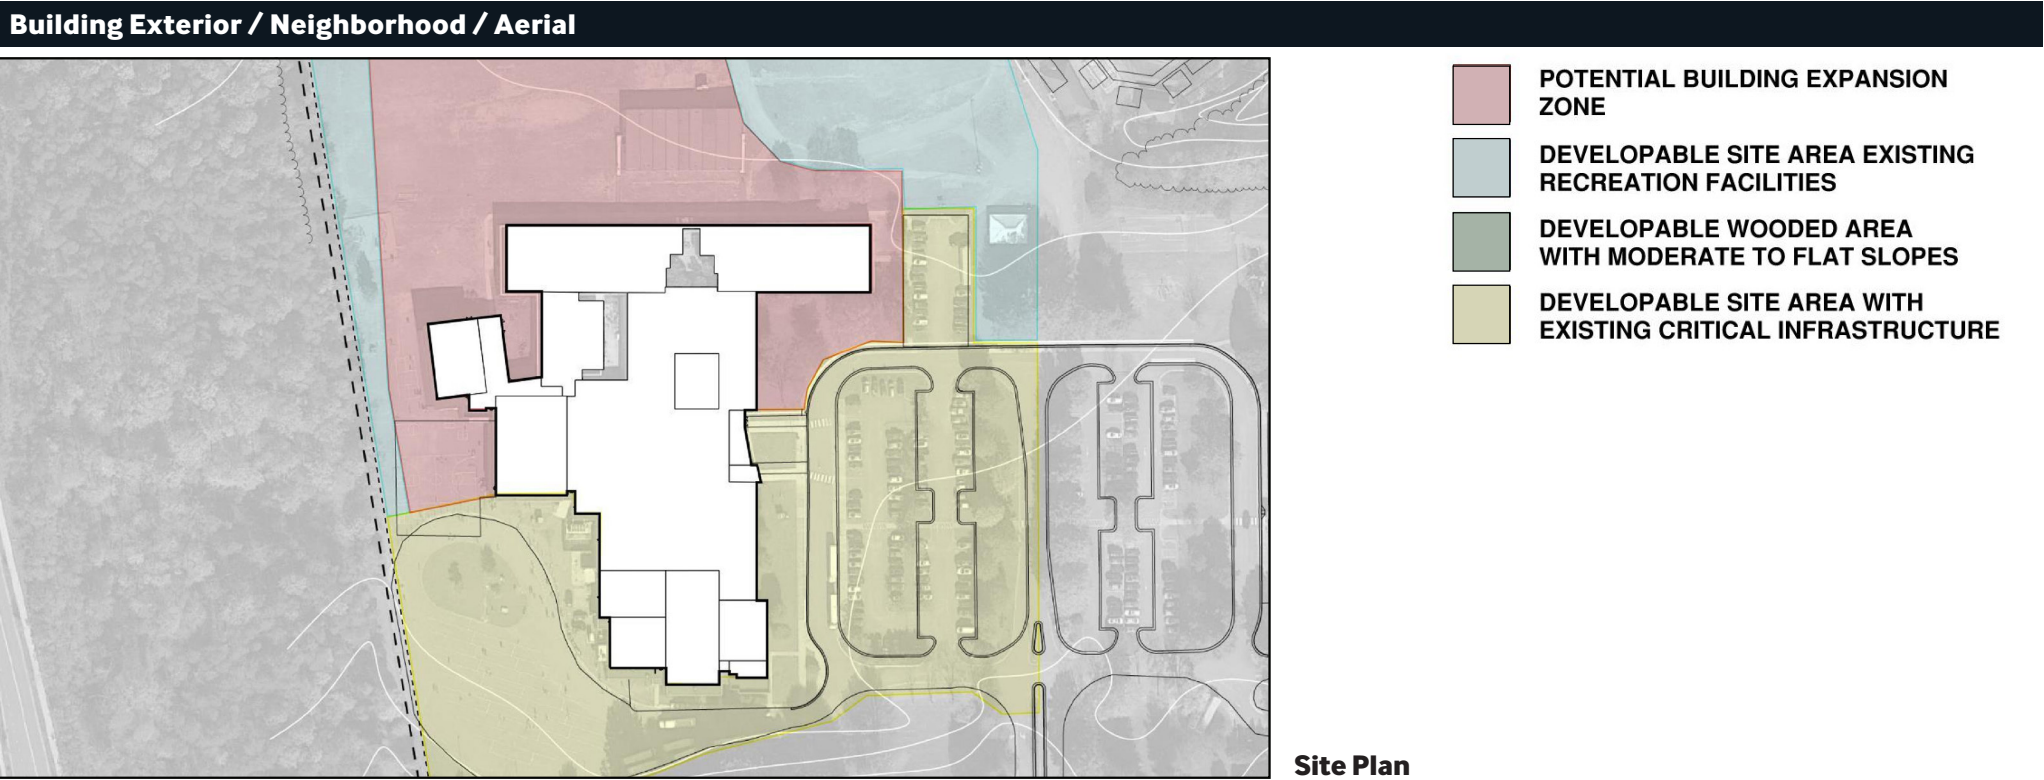 Building Exterior / Neighborhood / Aerial
POTENTIAL BUILDING EXPANSION
ZONE
DEVELOPABLE SITE AREA EXISTING
RECREATION FACILITIES
DEVELOPABLE WOODED AREA
WITH MODERATE TO FLAT SLOPES
DEVELOPABLE SITE AREA WITH
EXISTING CRITICAL INFRASTRUCTURE
Site Plan